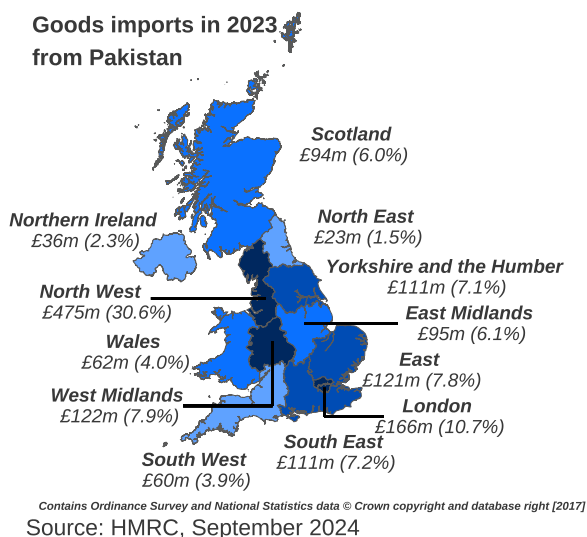 Goods imports in 2023
from Pakistan
Scotland
£94m (6.0%)
Northern Ireland
£36m (2.3%)
North East
£23m (1.5%)
Yorkshire and the Humber
£111m (7.1%)
North West
£475m (30.6%)
East Midlands
£95m (6.1%)
Wales
£62m (4.0%)
East
£121m (7.8%)
West Midlands
£122m (7.9%)
London
£166m (10.7%)
South East
£111m (7.2%)
South West
£60m (3.9%)
Contains Ordinance Survey and National Statistics data © Crown copyright and database right [2017]
Source: HMRC, September 2024